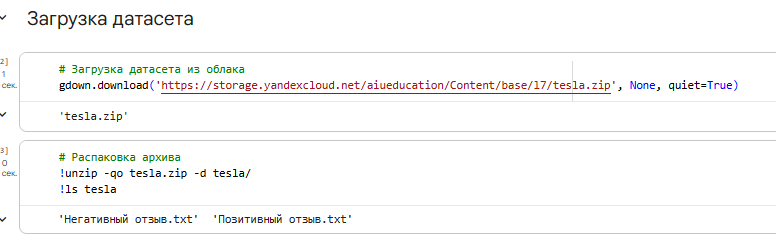 Загрузка датасета
2]
1
сек.
# Загрузка датасета из облака
gdown.download('https://storage.yandexcloud.net/aiueducation/Content/base/l7/tesla.zip', None, quiet=True)
'tesla.zip'
3]
0
сек.
# Распаковка архива
!unzip -qo tesla.zip -d tesla/
!ls tesla
'Негативный отзыв.txt'  'Позитивный отзыв.txt'